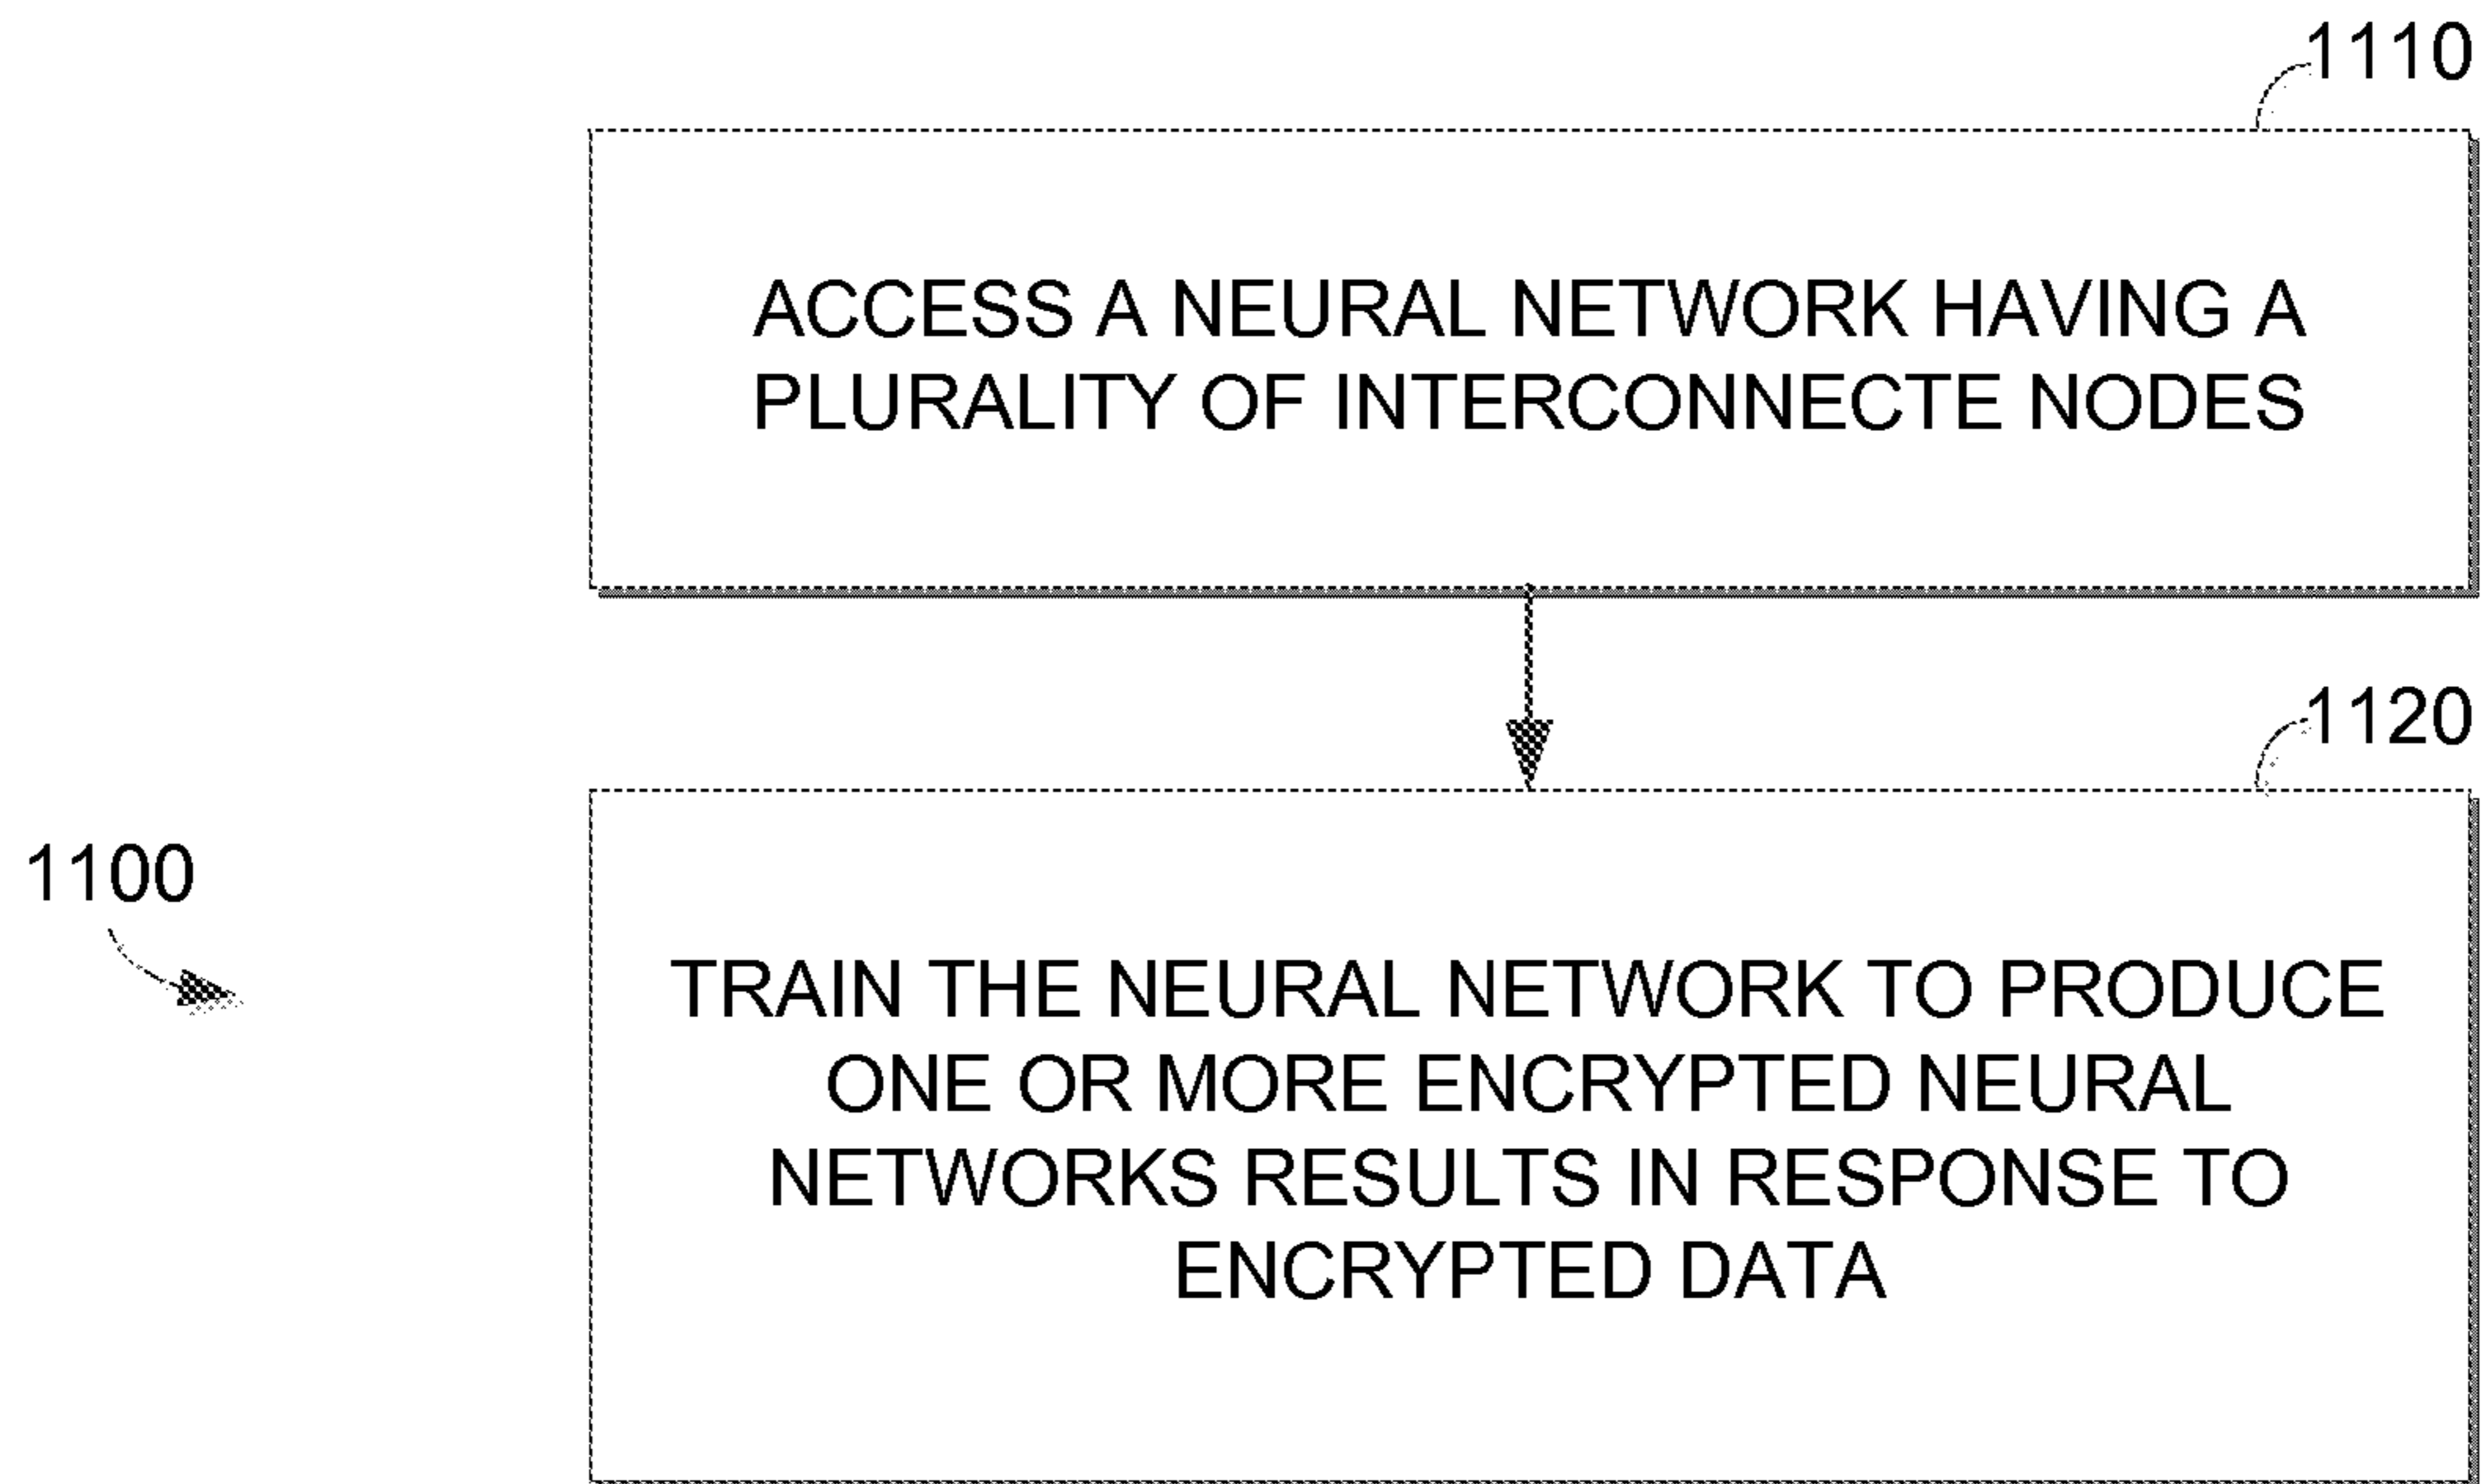 1110
ACCESS A NEURAL NETWORK HAVING A
PLURALITY OF INTERCONNECTE NODES
1120
1100
TRAIN THE NEURAL NETWORK TO PRODUCE
ONE OR MORE ENCRYPTED NEURAL
NETWORKS RESULTS IN RESPONSE TO
ENCRYPTED DATA